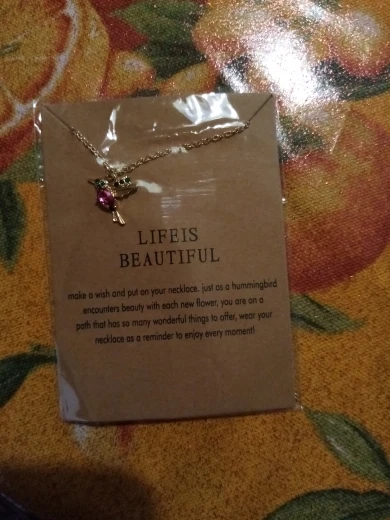 LIFEIS
BEAUTIFUL
make a wish and put on your necklace. just as a hummingbird
encounters beauty with each new flower, you are on a
path that has so many wonderful things to offer, wear your
necklace as a reminder to enjoy every moment!